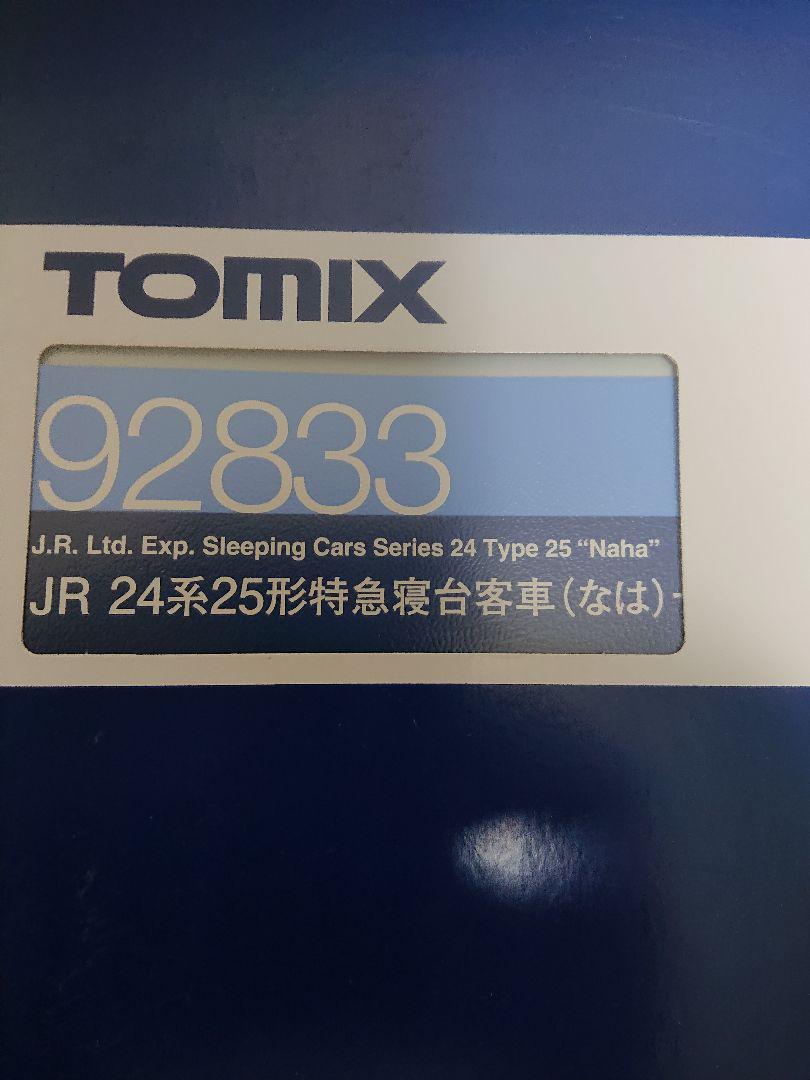 TOMIX
92833
J.R. Ltd. Exp. Sleeping Cars Series 24 Type 25 “Naha”
JR 24系25形特急寝台客車(なは)